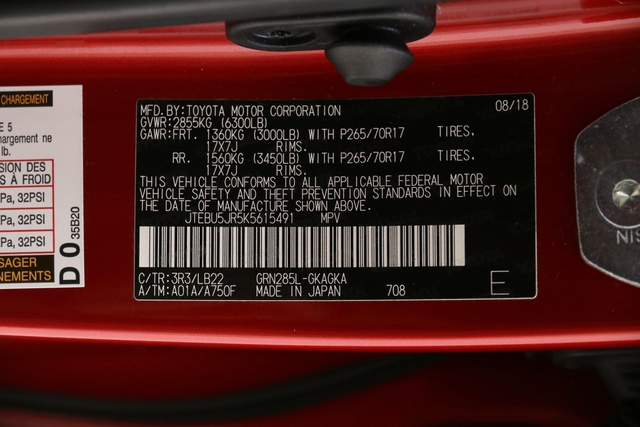 CHARGEMENT
E 5
hargement ne
lb.
SION DES
S À FROID
Pa, 32PSI
Pa, 32PSI
Pa, 32PSI
SAGER
NEMENTS
D 0
35B20
MFD.BY:TOYOTA MOTOR CORPORATION 08/18
GVWR:2855KG (6300LB)
GAWR:FRT. 1360KG (3000LB) WITH P265/70R17 TIRES.
17X7J RIMS.
RR. 1560KG (3450LB) WITH P265/70R17 TIRES.
17X7J RIMS.
THIS VEHICLE CONFORMS TO ALL APPLICABLE FEDERAL MOTOR
VEHICLE SAFETY AND THEFT PREVENTION STANDARDS IN EFFECT ON
THE DATE OF MANUFACTURE SHOWN ABOVE.
JTEBU5JR5K5615491 MPV
C/TR:3R3/LB22 GRN285L-GKAGKA
A/TM:A01A/A750F MADE IN JAPAN 708 E
NIS